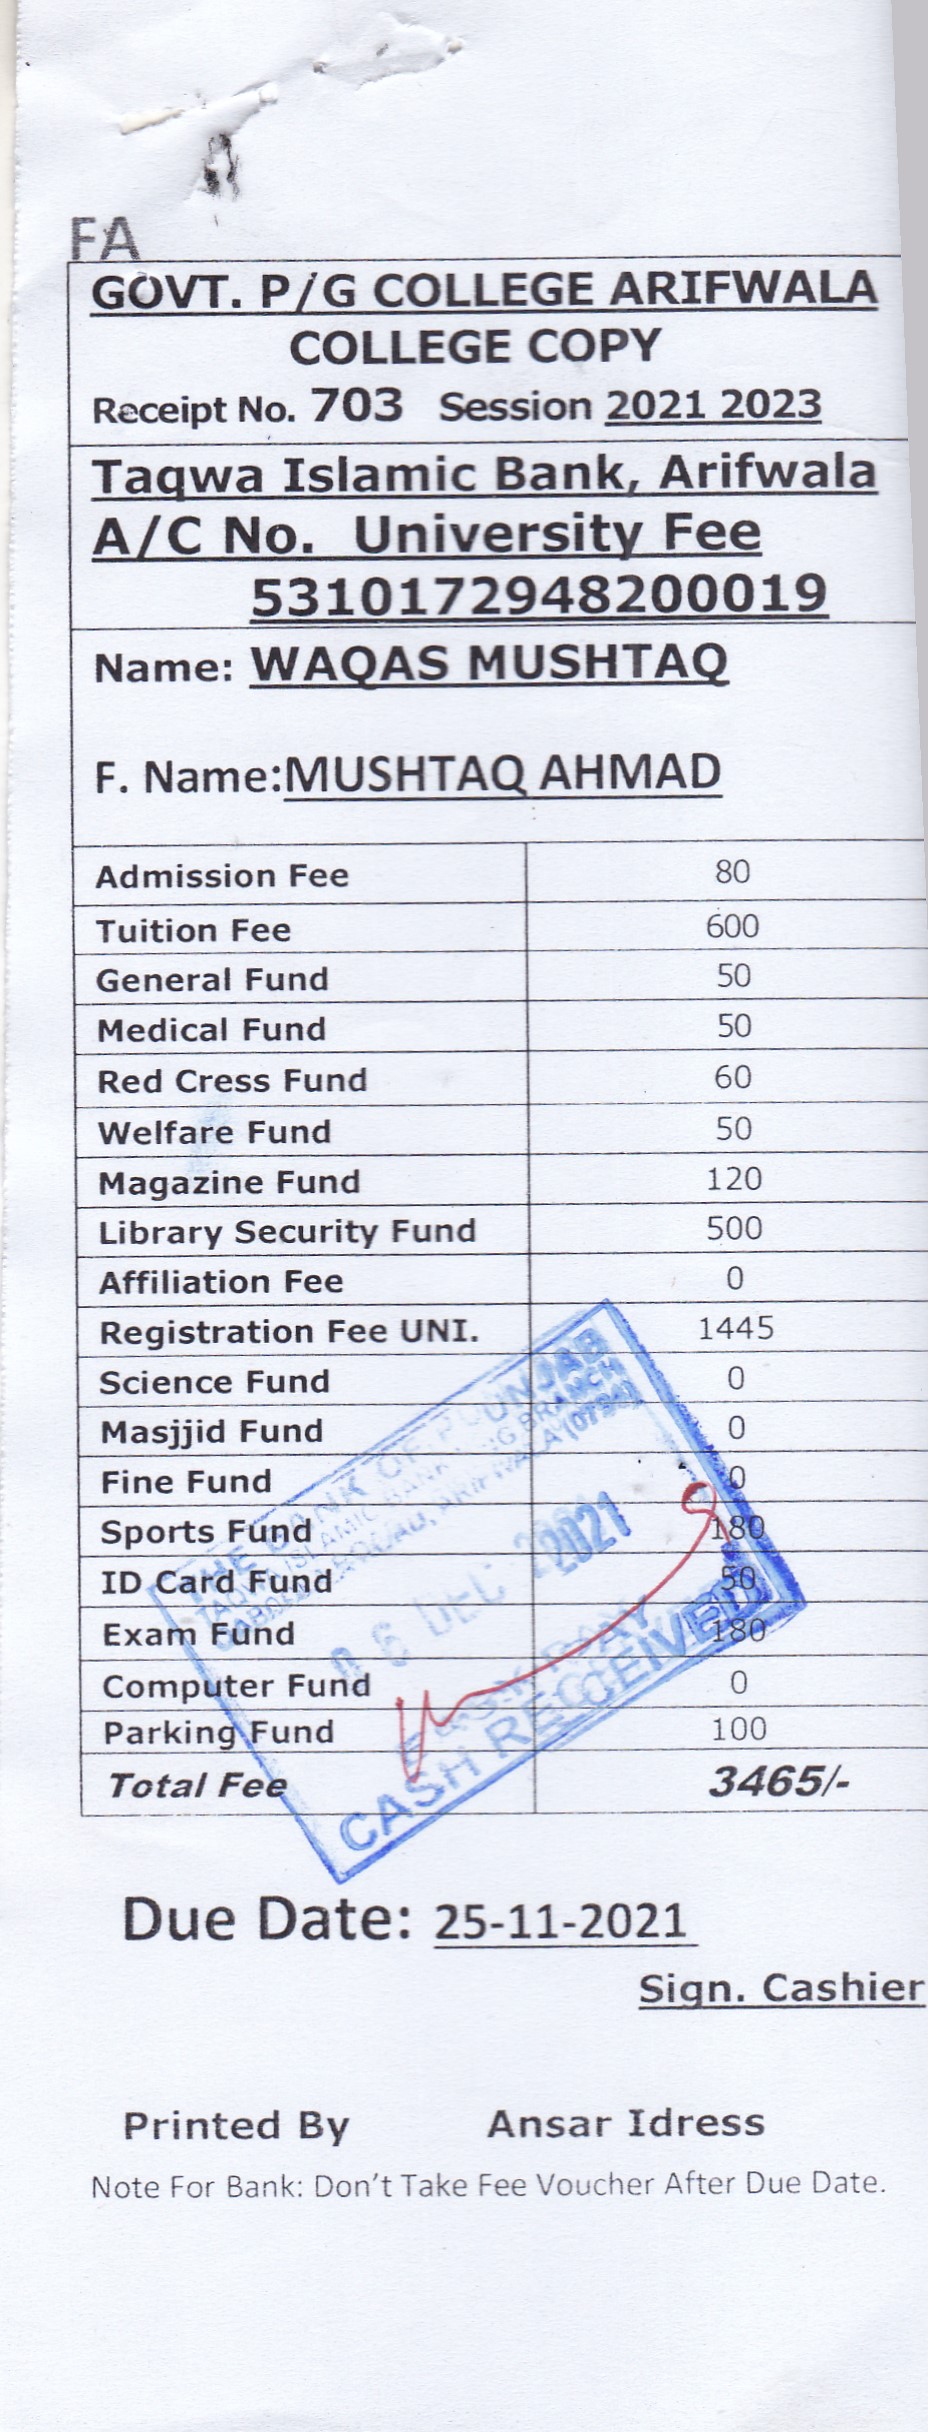 FA
GOVT. P/G COLLEGE ARIFWALA
COLLEGE COPY
Receipt No. 703 Session 2021 2023
Taqwa Islamic Bank, Arifwala
A/C No. University Fee
5310172948200019
Name: WAQAS MUSHTAQ
F. Name:MUSHTAQ AHMAD
Admission Fee 80
Tuition Fee 600
General Fund 50
Medical Fund 50
Red Cress Fund 60
Welfare Fund 50
Magazine Fund 120
Library Security Fund 500
Affiliation Fee 0
Registration Fee UNI. 1445
Science Fund 0
Masjjid Fund 0
Fine Fund 0
Sports Fund 180
ID Card Fund 50
Exam Fund 180
Computer Fund 0
Parking Fund 100
Total Fee 3465/-
THE BANK OF PUNJAB
TAQWA ISLAMIC BANKING BRANCH
ARIFWALA
06 DEC 2021
CASH RECEIVED
Due Date: 25-11-2021
Sign. Cashier
Printed By Ansar Idress
Note For Bank: Don't Take Fee Voucher After Due Date.